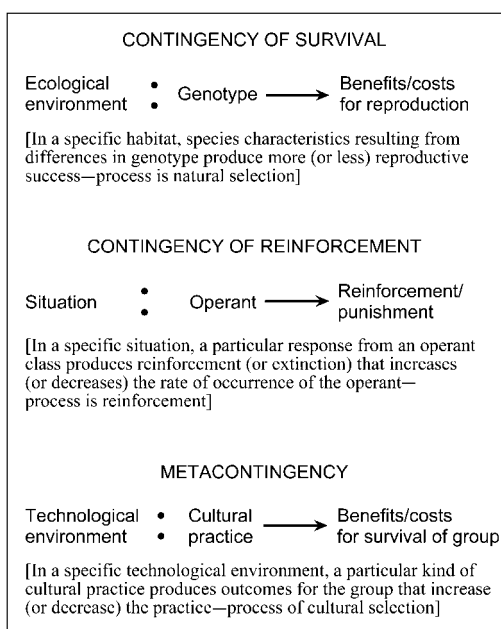 CONTINGENCY OF SURVIVAL
Ecological environment : Genotype → Benefits/costs for reproduction
[In a specific habitat, species characteristics resulting from
differences in genotype produce more (or less) reproductive
success—process is natural selection]
CONTINGENCY OF REINFORCEMENT
Situation : Operant → Reinforcement/ punishment
[In a specific situation, a particular response from an operant
class produces reinforcement (or extinction) that increases
(or decreases) the rate of occurrence of the operant—
process is reinforcement]
METACONTINGENCY
Technological environment : Cultural practice → Benefits/costs for survival of group
[In a specific technological environment, a particular kind of
cultural practice produces outcomes for the group that increase
(or decrease) the practice—process of cultural selection]